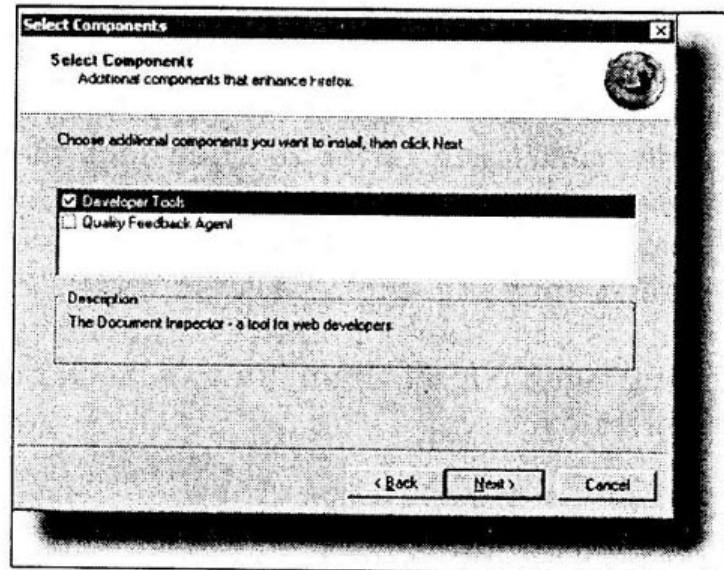 Select Components
Select Components
Additional components that enhance Firefox.
Choose additional components you want to install, then click Next.
Developer Tools
Quality Feedback Agent
Description
The Document Inspector - a tool for web developers.
< Back
Next >
Cancel